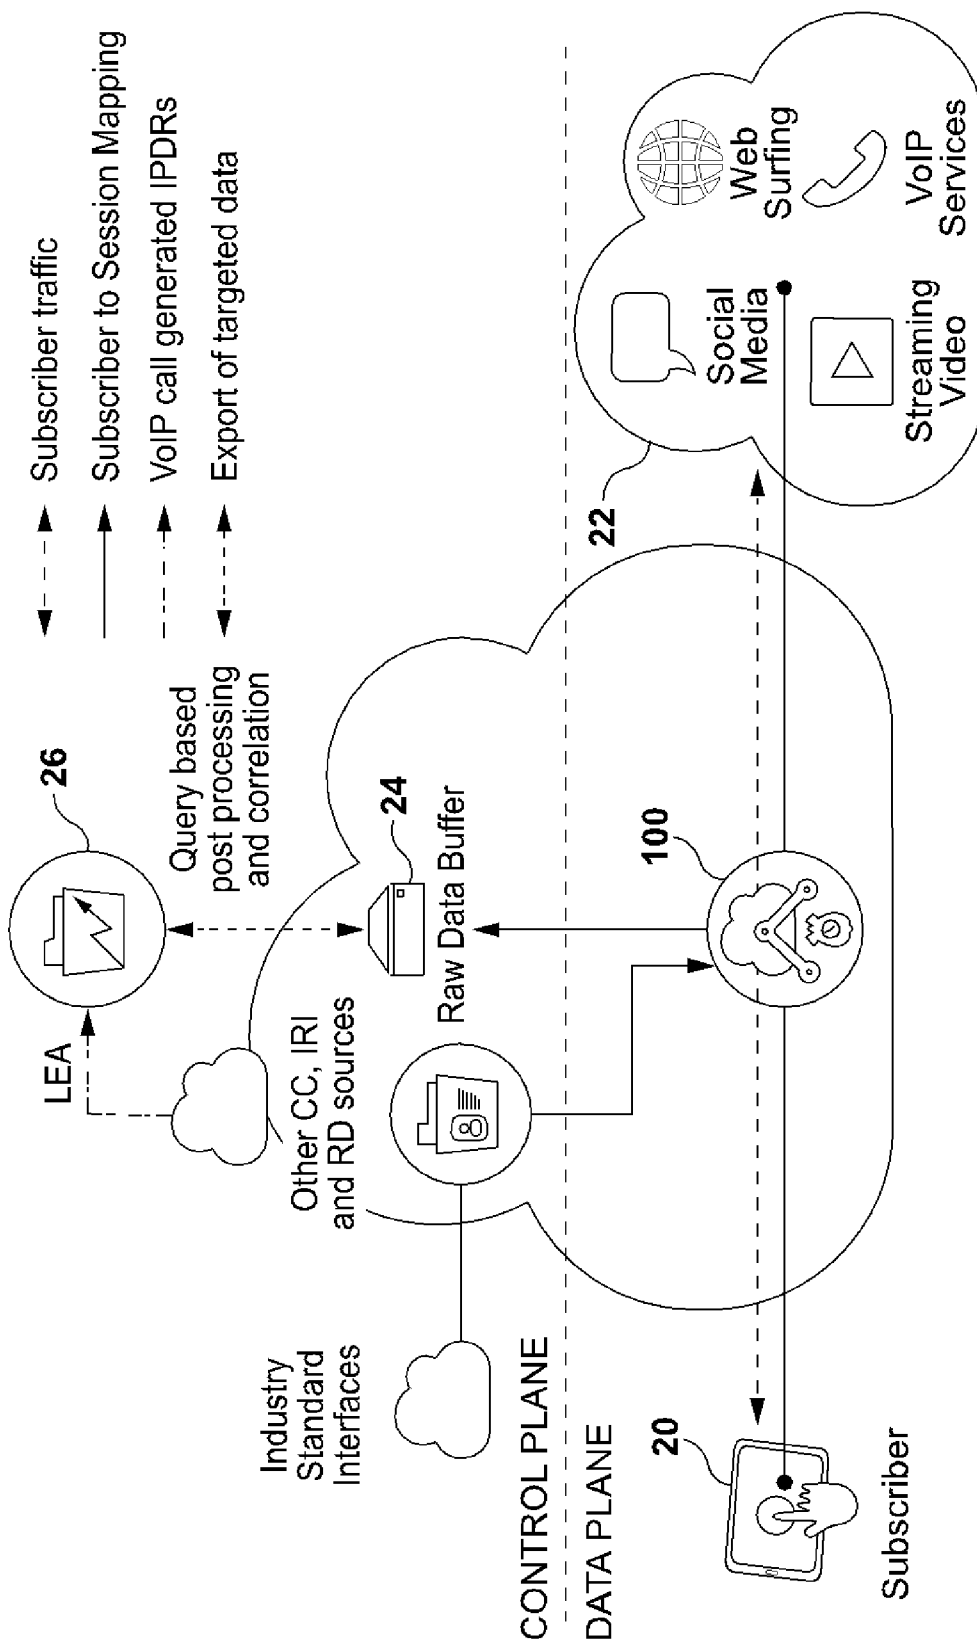 Subscriber traffic
Subscriber to Session Mapping
VoIP call generated IPDRs
Export of targeted data
26
LEA
Query based
post processing
and correlation
Other CC, IRI
and RD sources
24
Raw Data Buffer
Industry
Standard
Interfaces
CONTROL PLANE
DATA PLANE
22
20
Subscriber
100
Social
Media
Web
Surfing
Streaming
Video
VoIP
Services